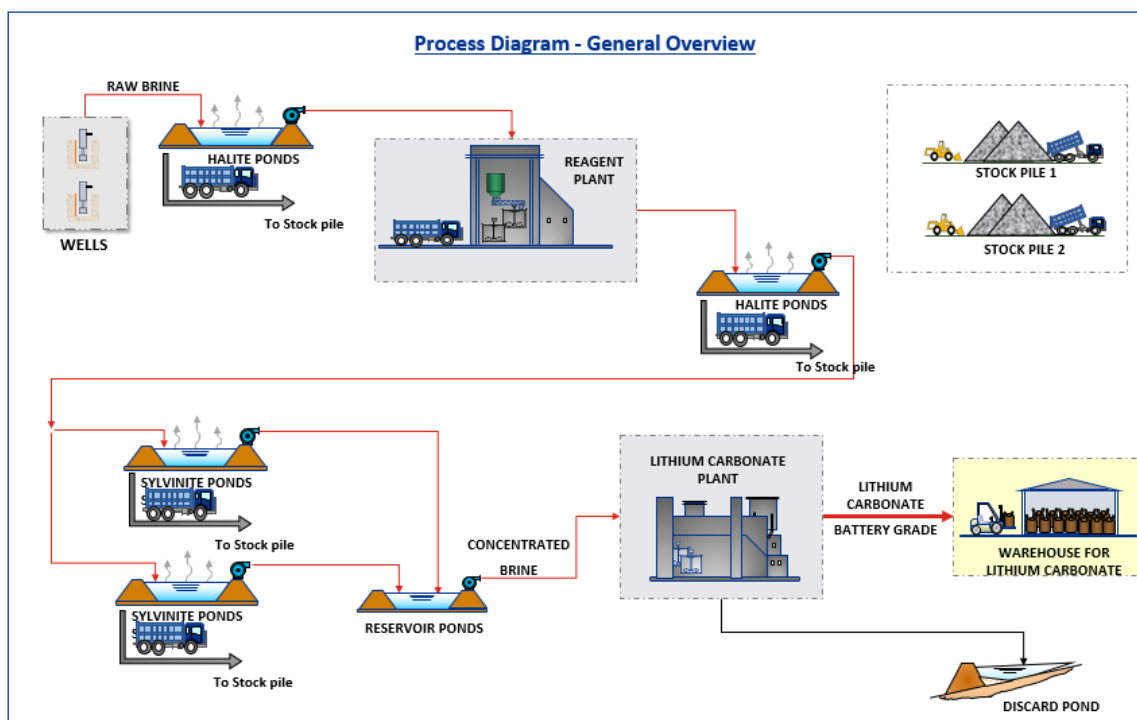 Process Diagram - General Overview
RAW BRINE
HALITE PONDS
To Stock pile
WELLS
REAGENT
PLANT
STOCK PILE 1
STOCK PILE 2
HALITE PONDS
To Stock pile
SYLVINITE PONDS
To Stock pile
SYLVINITE PONDS
To Stock pile
RESERVOIR PONDS
CONCENTRATED
BRINE
LITHIUM CARBONATE
PLANT
LITHIUM
CARBONATE
BATTERY GRADE
WAREHOUSE FOR
LITHIUM CARBONATE
DISCARD POND